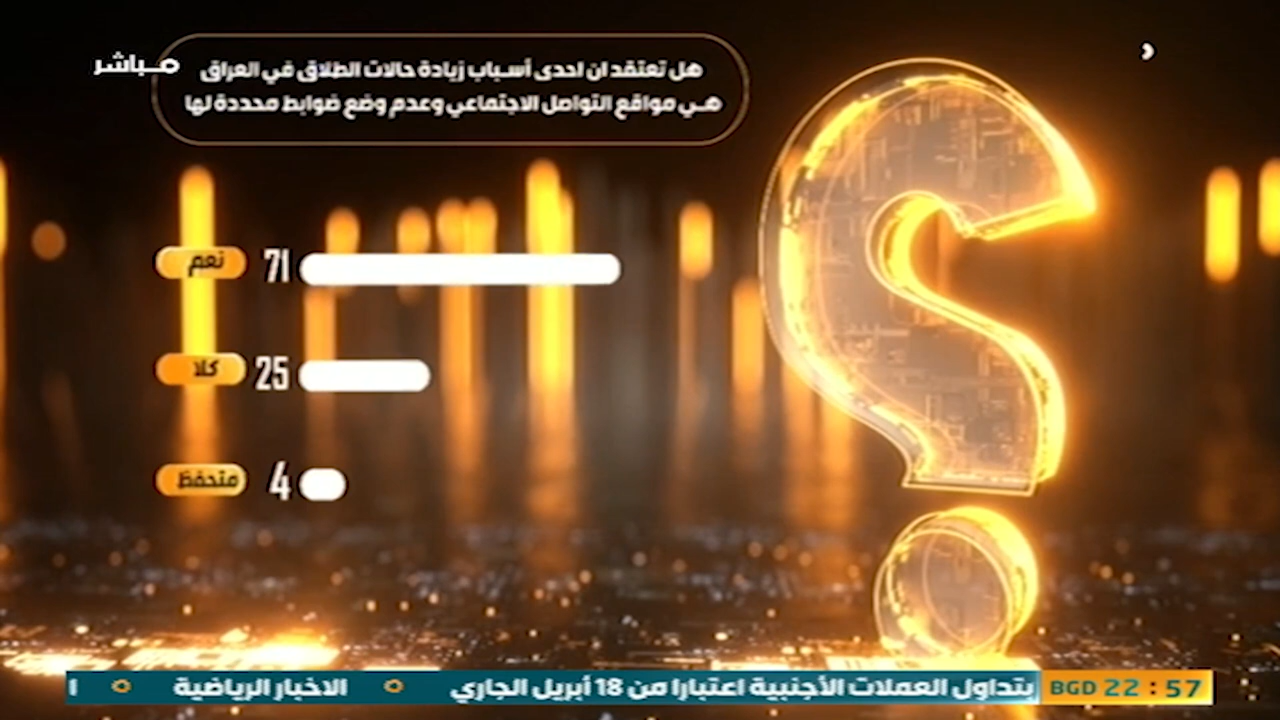 مباشر
هل تعتقد ان احدى أسباب زيادة حالات الطلاق في العراق
هي مواقع التواصل الاجتماعي وعدم وضع ضوابط محددة لها
نعم 71
كلا 25
متحفظ 4
BGD 22:57
بتداول العملات الأجنبية اعتبارا من 18 أبريل الجاري
الاخبار الرياضية
ا